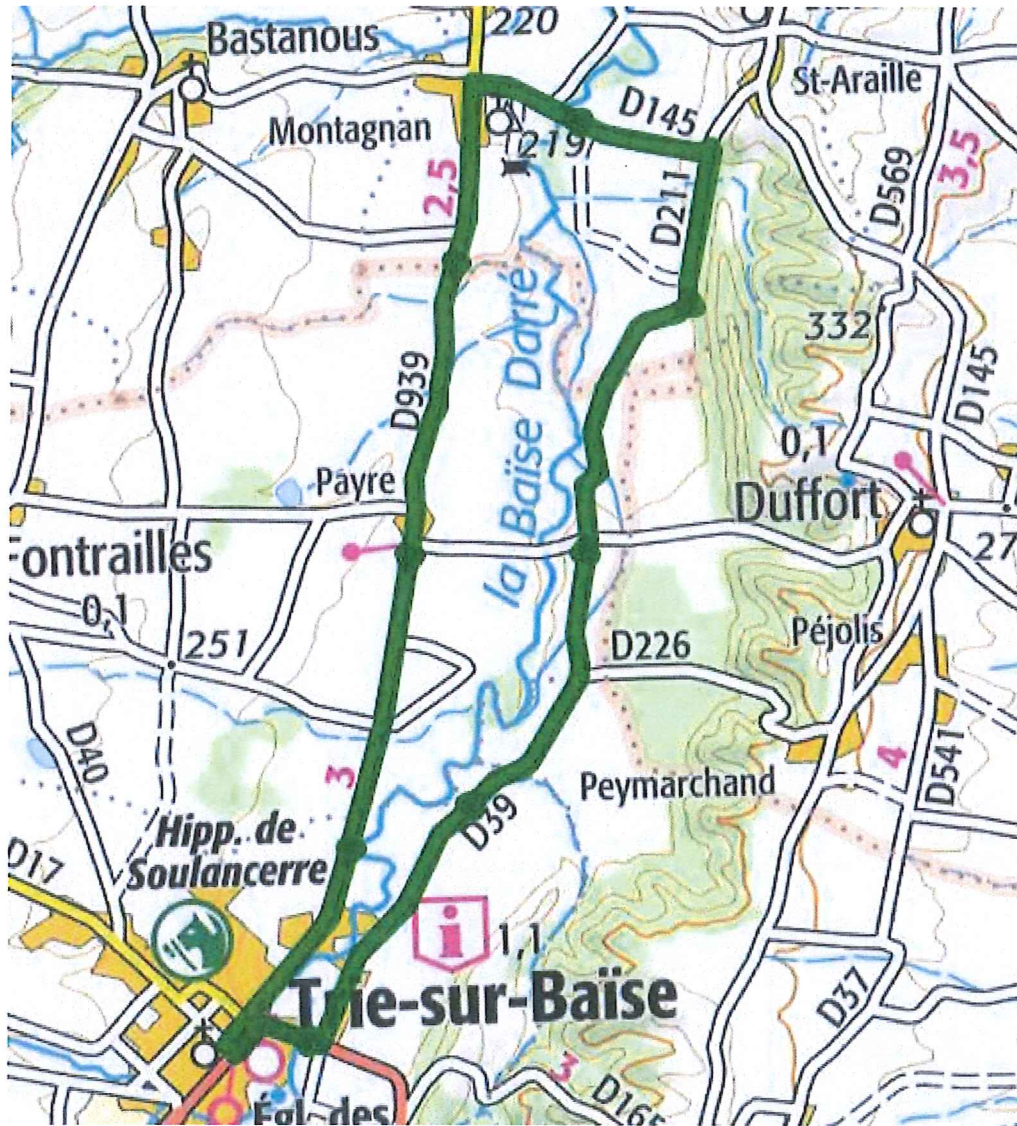 220
Bastanous
St-Araille
D145
Montagnan
219
2,5
D211
D569
3,5
la Baïse Darré
332
D939
D145
0,1
Payre
Duffort
Fontrailles
27
0,1
251
D226
Péjolis
D40
3
Peymarchand
4
D541
D39
Hipp. de
Soulancerre
D17
i
1,1
Trie-sur-Baïse
D37
3
D165
Égl. des